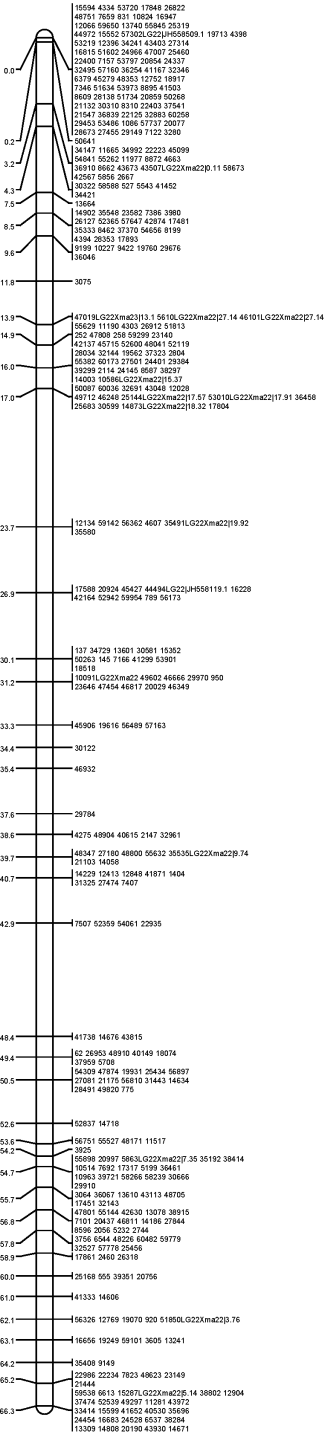 15594 4334 53720 17848 26822
48751 7659 831 10824 16947
12066 59650 13740 55845 25319
44972 15552 57302LG22|JH558509.1 19713 4398
53219 12396 34241 43403 27314
16815 51602 24966 47007 25460
0.0
22400 7157 53797 20854 24337
32495 57160 36254 41167 32346
6379 45279 48353 12752 18917
7346 51634 53973 8895 41503
8609 28138 51734 20859 50268
21132 30310 8310 22403 37541
21547 36839 22125 32883 60258
29453 53486 1086 57737 20077
28673 27455 29149 7122 3280
0.2
50641
34147 11665 34992 22223 45099
3.2
54841 55262 11977 8872 4663
36910 8662 43673 43507LG22Xma22|0.11 58673
42567 5856 2667
4.3
30322 58588 527 5543 41452
34421
7.5
13664
14902 35548 23582 7386 3980
8.5
26127 52365 57647 42874 17481
35333 8462 37370 54656 8199
4394 28353 17893
9.6
9199 10227 9422 19760 29676
36046
11.8
3075
13.9
47019LG22Xma23|13.1 5610LG22Xma22|27.14 46101LG22Xma22|27.14
55629 11190 4303 26912 51813
14.9
252 47808 258 59299 23140
42137 45715 52600 48041 52119
28034 32144 19562 37323 2804
16.0
55382 60173 27501 24401 29384
39299 2114 24145 8587 38297
14003 10586LG22Xma22|15.37
50087 60036 32691 43048 12028
17.0
49712 46248 25144LG22Xma22|17.57 53010LG22Xma22|17.91 36458
25683 30599 14873LG22Xma22|18.32 17804
23.7
12134 59142 56362 4607 35491LG22Xma22|19.92
35580
26.9
17588 20924 45427 44494LG22|JH558119.1 16228
42164 52942 59954 789 56173
137 34729 13601 30581 15352
30.1
50263 145 7166 41299 53901
18518
31.2
10091LG22Xma22 49602 46666 29970 950
23646 47454 46817 20029 46349
33.3
45906 19616 56489 57163
34.4
30122
35.4
46932
37.6
29784
38.6
4275 48904 40615 2147 32961
39.7
48347 27180 48800 55632 35535LG22Xma22|9.74
21103 14058
40.7
14229 12413 12848 41871 1404
31325 27474 7407
42.9
7507 52359 54061 22935
48.4
41738 14676 43815
49.4
62 26953 48910 40149 18074
37959 5708
54309 47874 19931 25434 56897
50.5
27081 21175 56810 31443 14634
28491 49820 775
52.6
52837 14718
53.6
56751 55527 48171 11517
54.2
3925
55898 20997 5863LG22Xma22|7.35 35192 38414
54.7
10514 7692 17317 5199 36461
10963 39721 58266 58239 30666
29910
55.7
3064 36067 13610 43113 48705
17451 32143
47801 55144 42630 13078 38915
56.8
7101 20437 46811 14186 27844
8596 2056 5232 2744
57.8
3756 6544 48226 60482 59779
32527 57778 25456
58.9
17861 2460 26318
60.0
25168 555 39351 20756
61.0
41333 14606
62.1
56326 12769 19070 920 51850LG22Xma22|3.76
63.1
16656 19249 59101 3605 13241
64.2
35408 9149
65.2
22986 22234 7823 48623 23149
21444
59538 6613 15287LG22Xma22|5.14 38802 12904
37474 52539 49297 11281 43972
66.3
33414 15599 41652 40530 35696
24454 16683 24528 6537 38284
13309 14808 20190 43930 14671